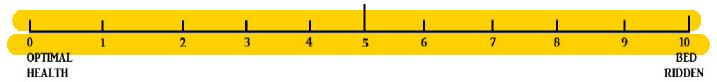 0 1 2 3 4 5 6 7 8 9 10
OPTIMAL BED
HEALTH RIDDEN